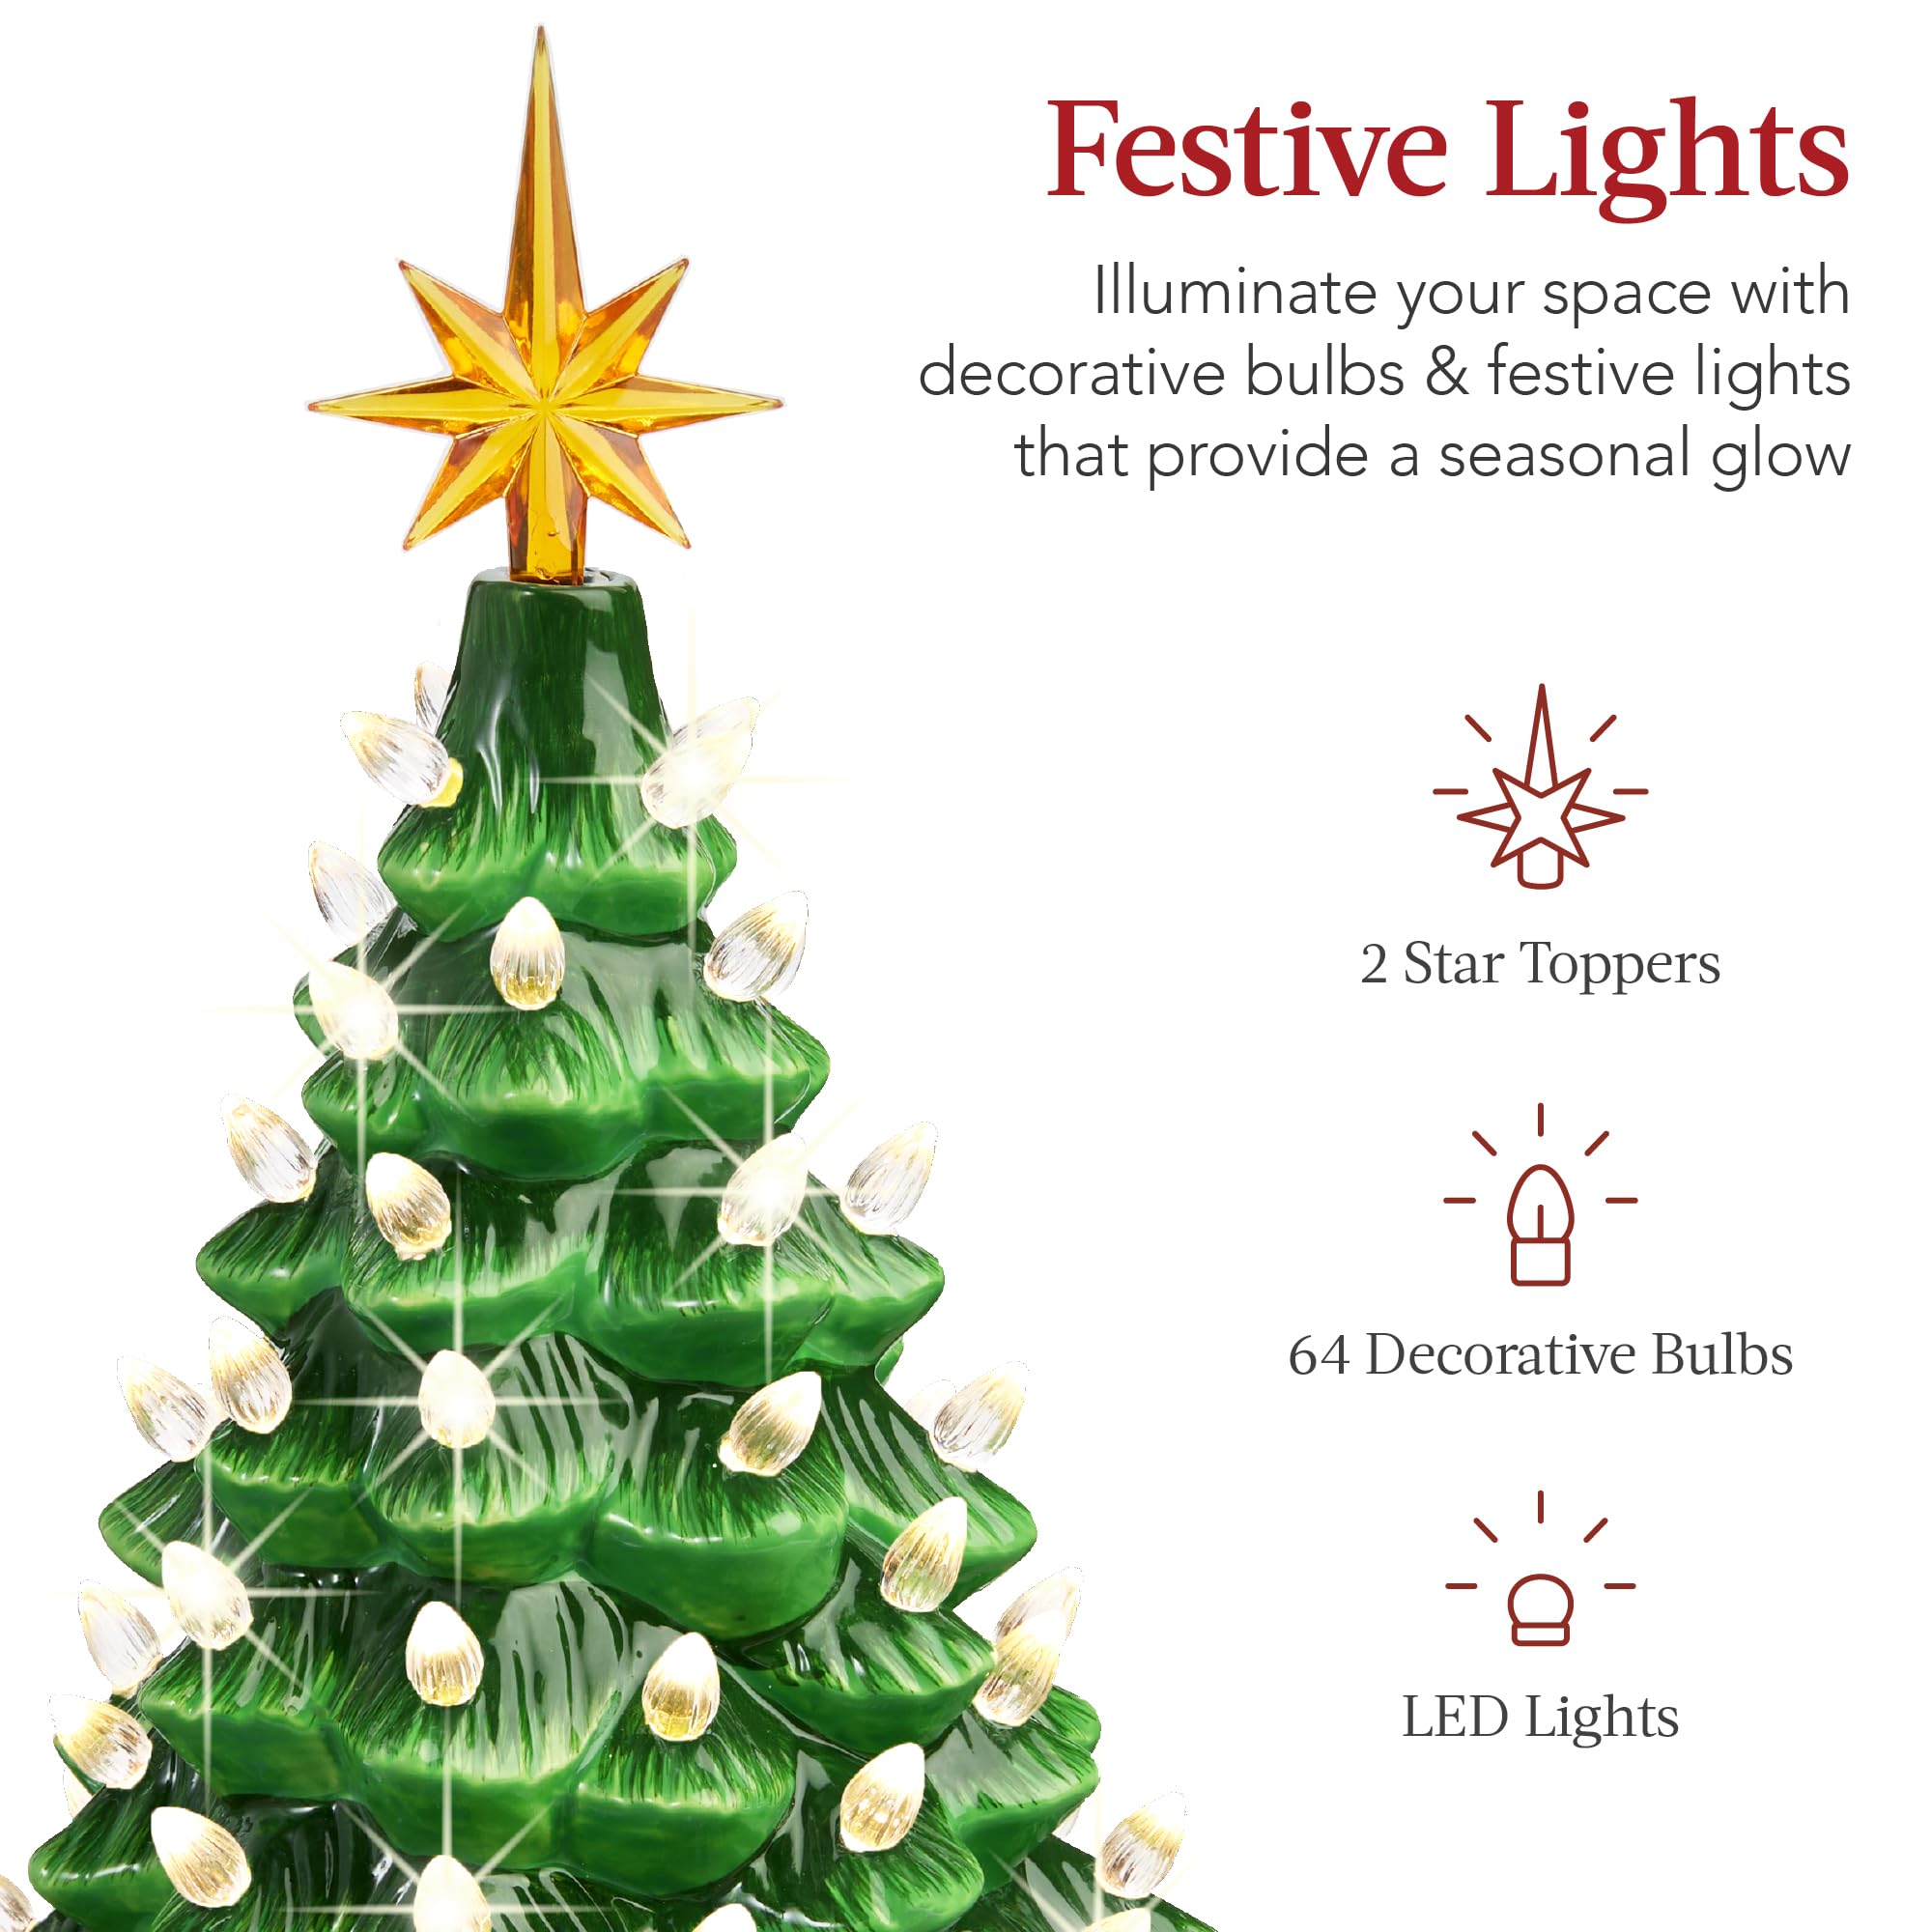 Festive Lights
Illuminate your space with
decorative bulbs & festive lights
that provide a seasonal glow
2 Star Toppers
64 Decorative Bulbs
LED Lights